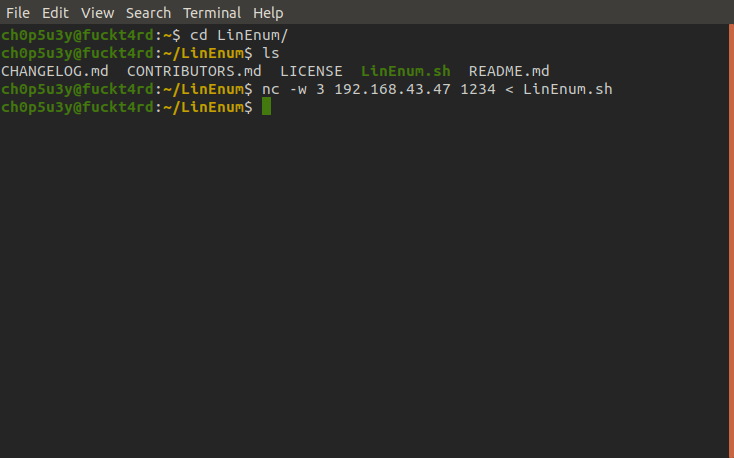 File Edit View Search Terminal Help
ch0p5u3y@fuckt4rd:~$ cd LinEnum/
ch0p5u3y@fuckt4rd:~/LinEnum$ ls
CHANGELOG.md CONTRIBUTORS.md LICENSE LinEnum.sh README.md
ch0p5u3y@fuckt4rd:~/LinEnum$ nc -w 3 192.168.43.47 1234 < LinEnum.sh
ch0p5u3y@fuckt4rd:~/LinEnum$